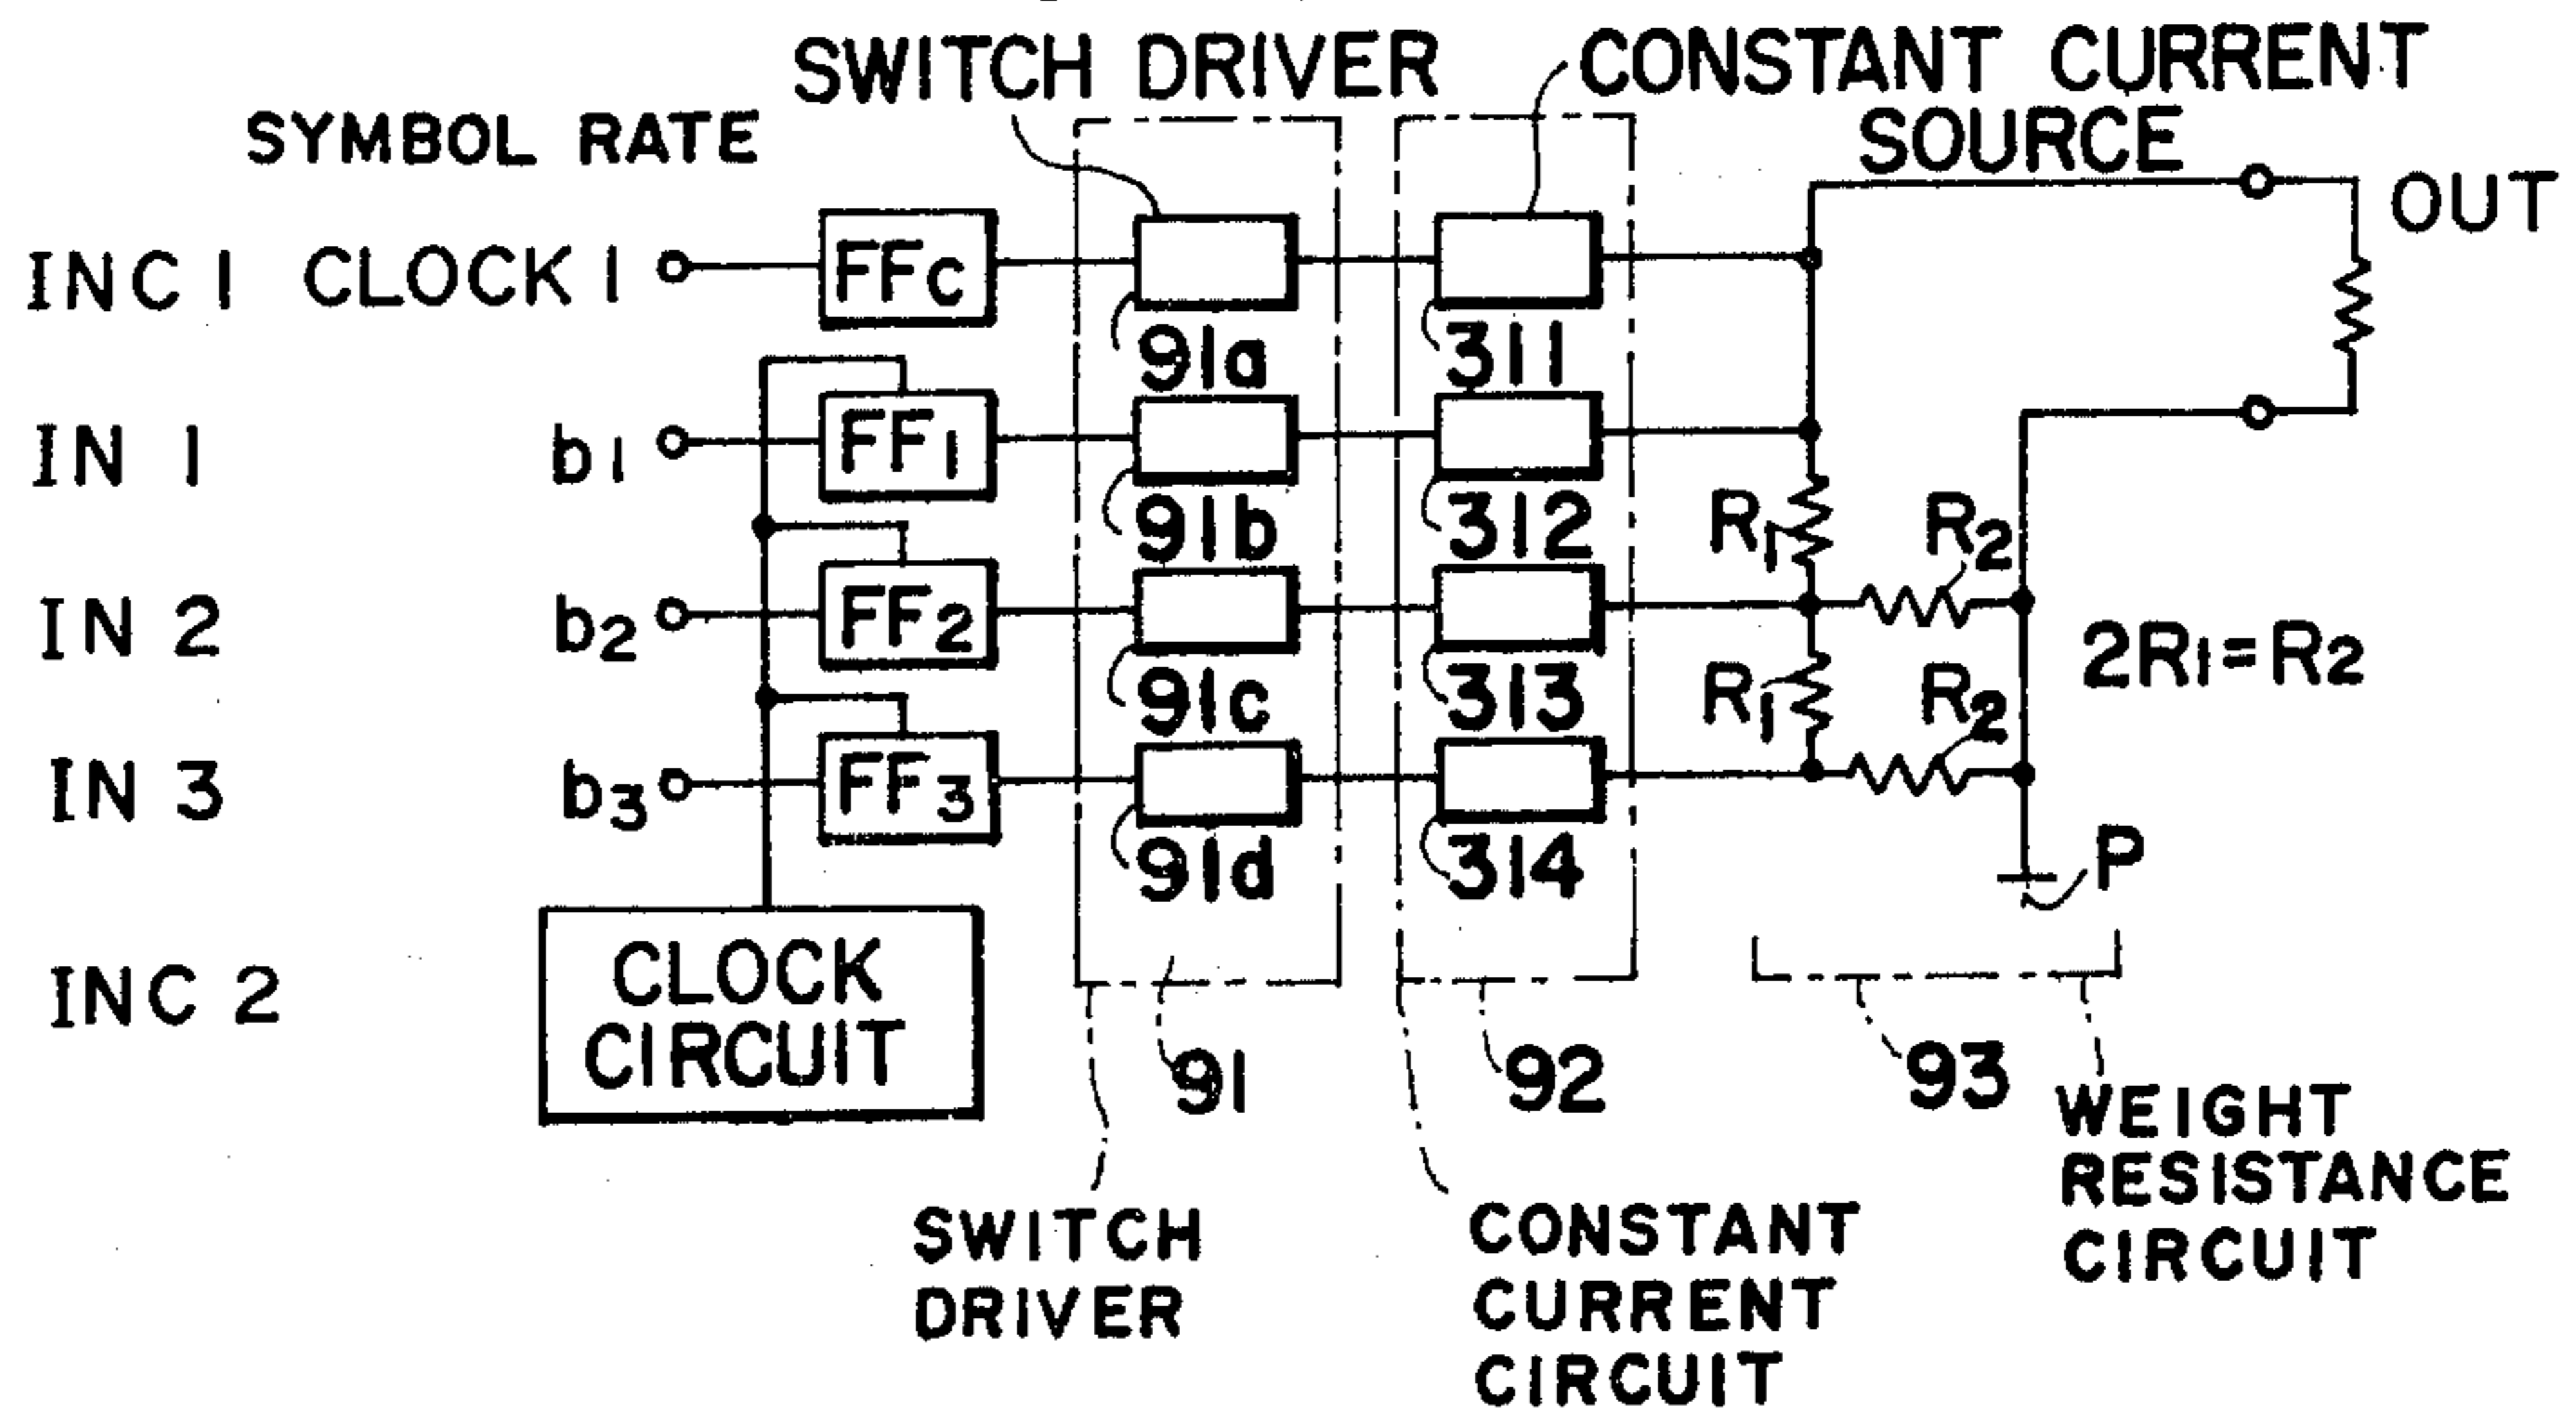 SWITCH DRIVER
CONSTANT CURRENT
SOURCE
SYMBOL RATE
OUT
INC 1 CLOCK 1
FFC
91a
311
IN 1
b1
FF1
91b
312
R1
R2
IN 2
b2
FF2
91c
313
R1
R2
2R1=R2
IN 3
b3
FF3
91d
314
P
INC 2
CLOCK
CIRCUIT
91
92
93
WEIGHT
RESISTANCE
CIRCUIT
SWITCH
DRIVER
CONSTANT
CURRENT
CIRCUIT